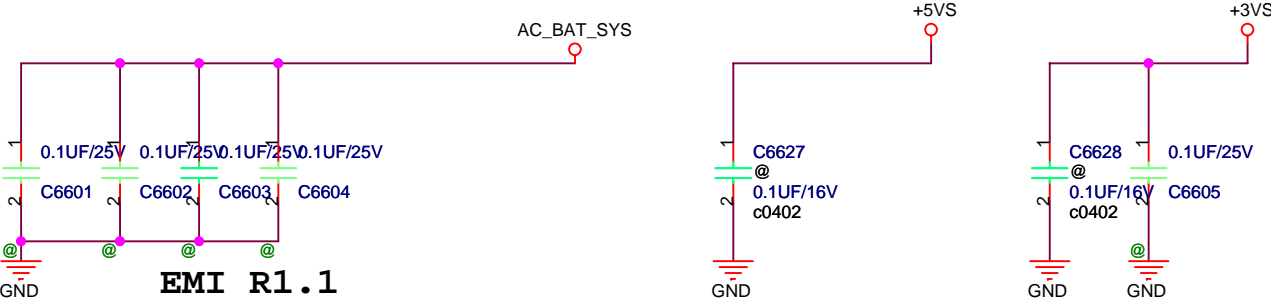 AC_BAT_SYS
+5VS
+3VS
1
1
1
1
1
1
1
0.1UF/25V
0.1UF/25V
0.1UF/25V
0.1UF/25V
C6627
C6628
0.1UF/25V
@
@
C6601
C6602
C6603
C6604
0.1UF/16V
0.1UF/16V
C6605
2
2
2
2
2
2
2
c0402
c0402
@
@
@
@
@
GND
EMI R1.1
GND
GND
GND